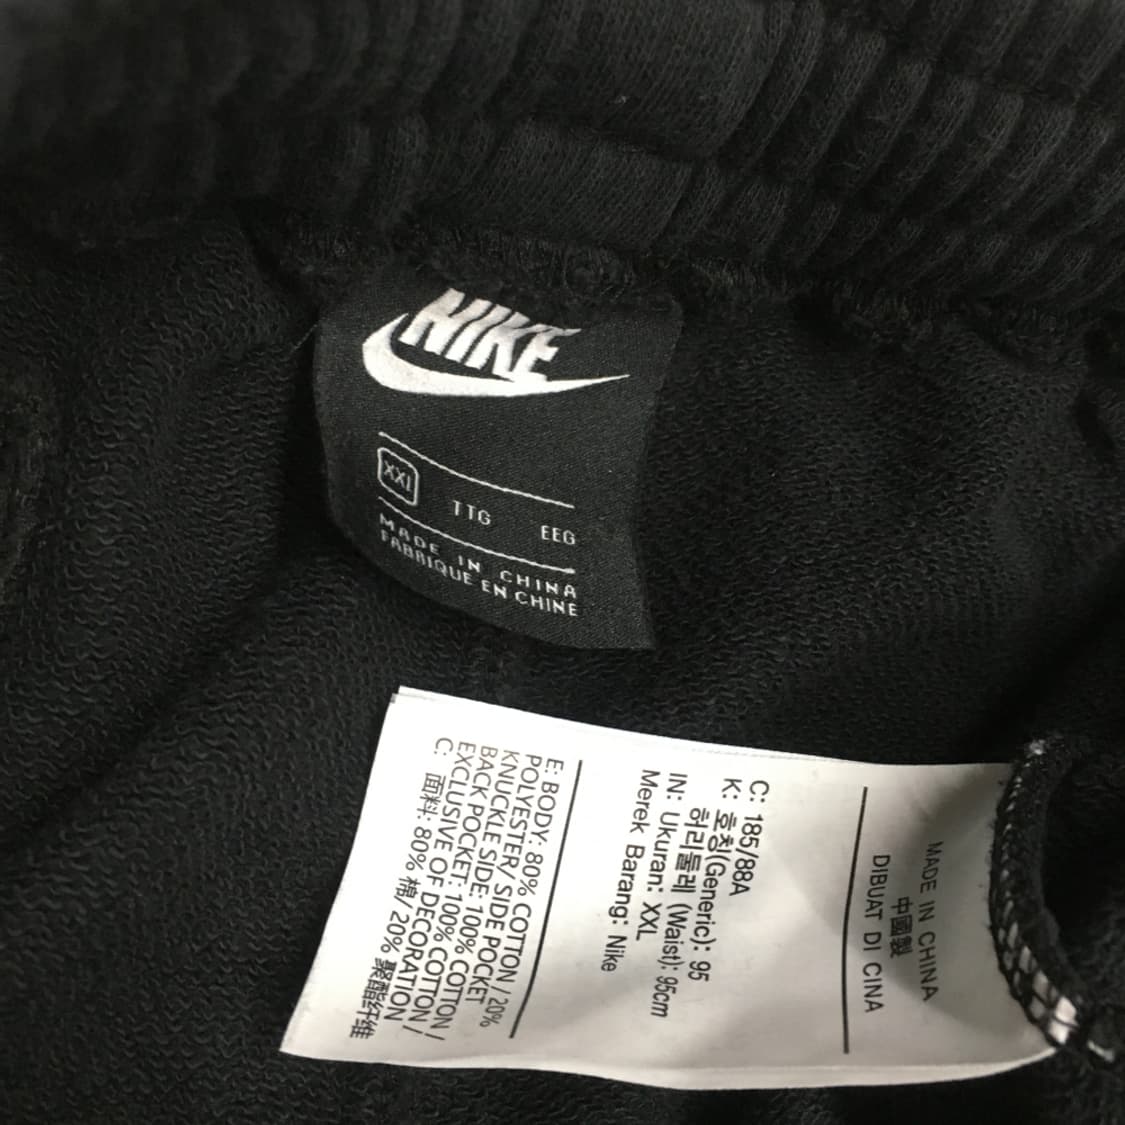 NIKE
XXL TTG EEG
MADE IN CHINA
FABRIQUE EN CHINE
MADE IN CHINA
中國製
DIBUAT DI CINA
C: 185/88A
K: 호칭(Generic): 95
허리둘레 (Waist): 95cm
IN: Ukuran: XXL
Merek Barang: Nike
E: BODY: 80% COTTON / 20%
POLYESTER/ SIDE POCKET
KNUCKLE SIDE: 100% COTTON /
BACK POCKET: 100% COTTON /
EXCLUSIVE OF DECORATION
C: 面料: 80% 棉/ 20% 聚酯纤维